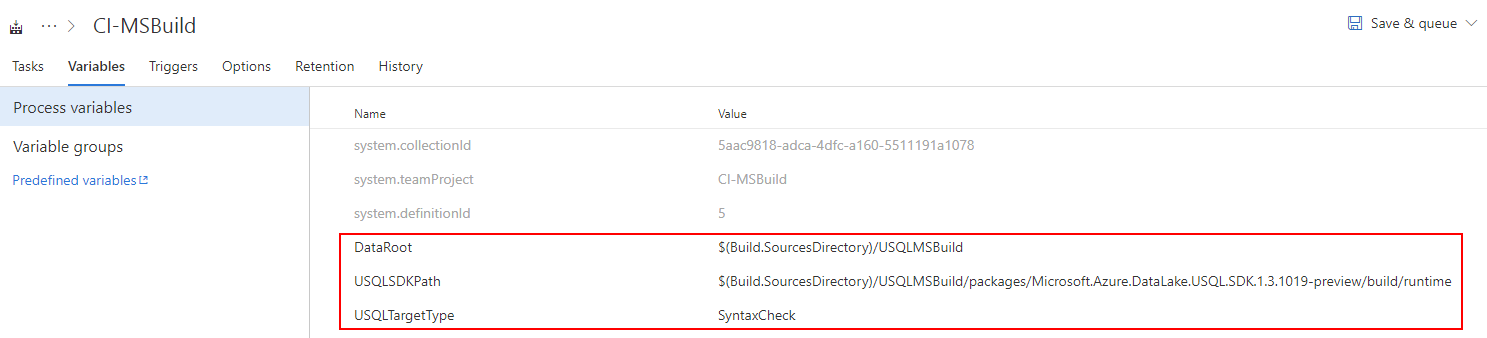 ··· > CI-MSBuild
Save & queue
Tasks Variables Triggers Options Retention History
Process variables
Variable groups
Predefined variables
Name Value
system.collectionId 5aac9818-adca-4dfc-a160-5511191a1078
system.teamProject CI-MSBuild
system.definitionId 5
DataRoot $(Build.SourcesDirectory)/USQLMSBuild
USQLSDKPath $(Build.SourcesDirectory)/USQLMSBuild/packages/Microsoft.Azure.DataLake.USQL.SDK.1.3.1019-preview/build/runtime
USQLTargetType SyntaxCheck